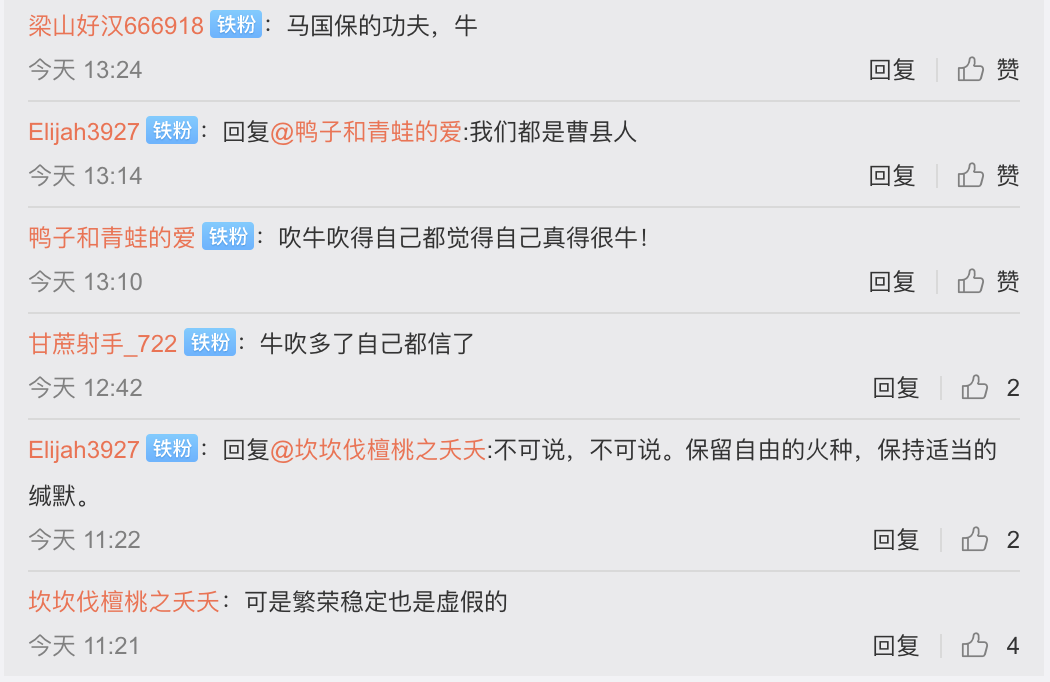 梁山好汉666918 铁粉：马国保的功夫，牛
今天 13:24 回复 赞
Elijah3927 铁粉：回复@鸭子和青蛙的爱:我们都是曹县人
今天 13:14 回复 赞
鸭子和青蛙的爱 铁粉：吹牛吹得自己都觉得自己真得很牛！
今天 13:10 回复 赞
甘蔗射手_722 铁粉：牛吹多了自己都信了
今天 12:42 回复 2
Elijah3927 铁粉：回复@坎坎伐檀桃之夭夭:不可说，不可说。保留自由的火种，保持适当的
缄默。
今天 11:22 回复 2
坎坎伐檀桃之夭夭：可是繁荣稳定也是虚假的
今天 11:21 回复 4